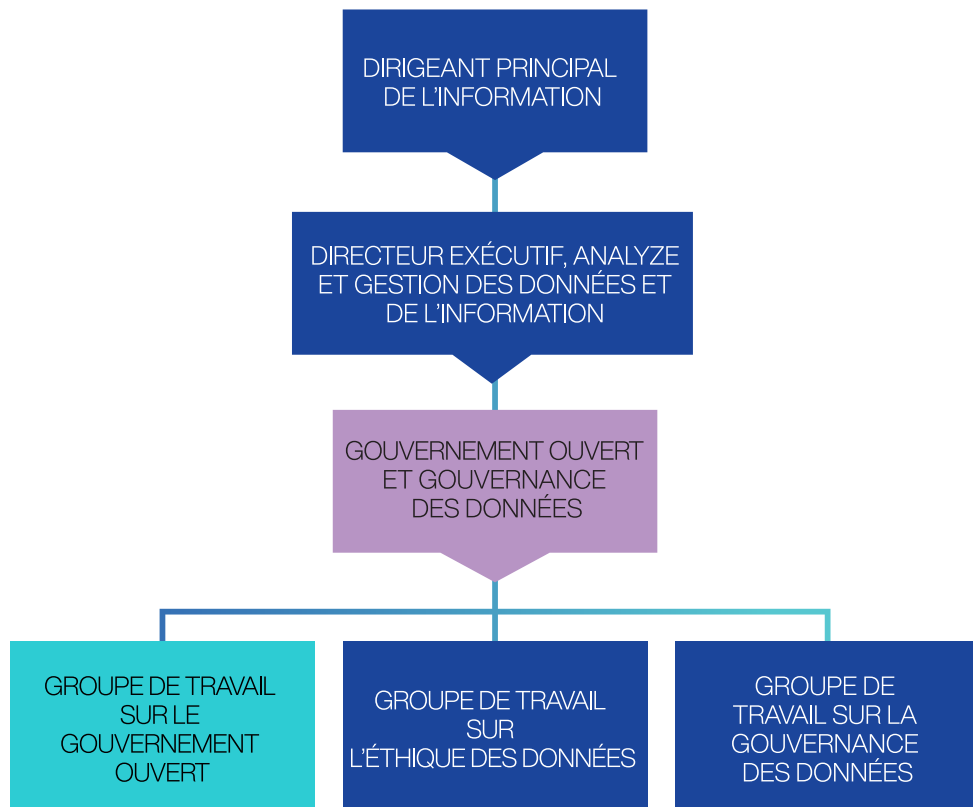 DIRIGEANT PRINCIPAL
DE L'INFORMATION
DIRECTEUR EXÉCUTIF, ANALYZE
ET GESTION DES DONNÉES ET
DE L'INFORMATION
GOUVERNEMENT OUVERT
ET GOUVERNANCE
DES DONNÉES
GROUPE DE TRAVAIL
SUR LE
GOUVERNEMENT
OUVERT
GROUPE DE TRAVAIL
SUR
L'ÉTHIQUE DES DONNÉES
GROUPE DE
TRAVAIL SUR LA
GOUVERNANCE
DES DONNÉES